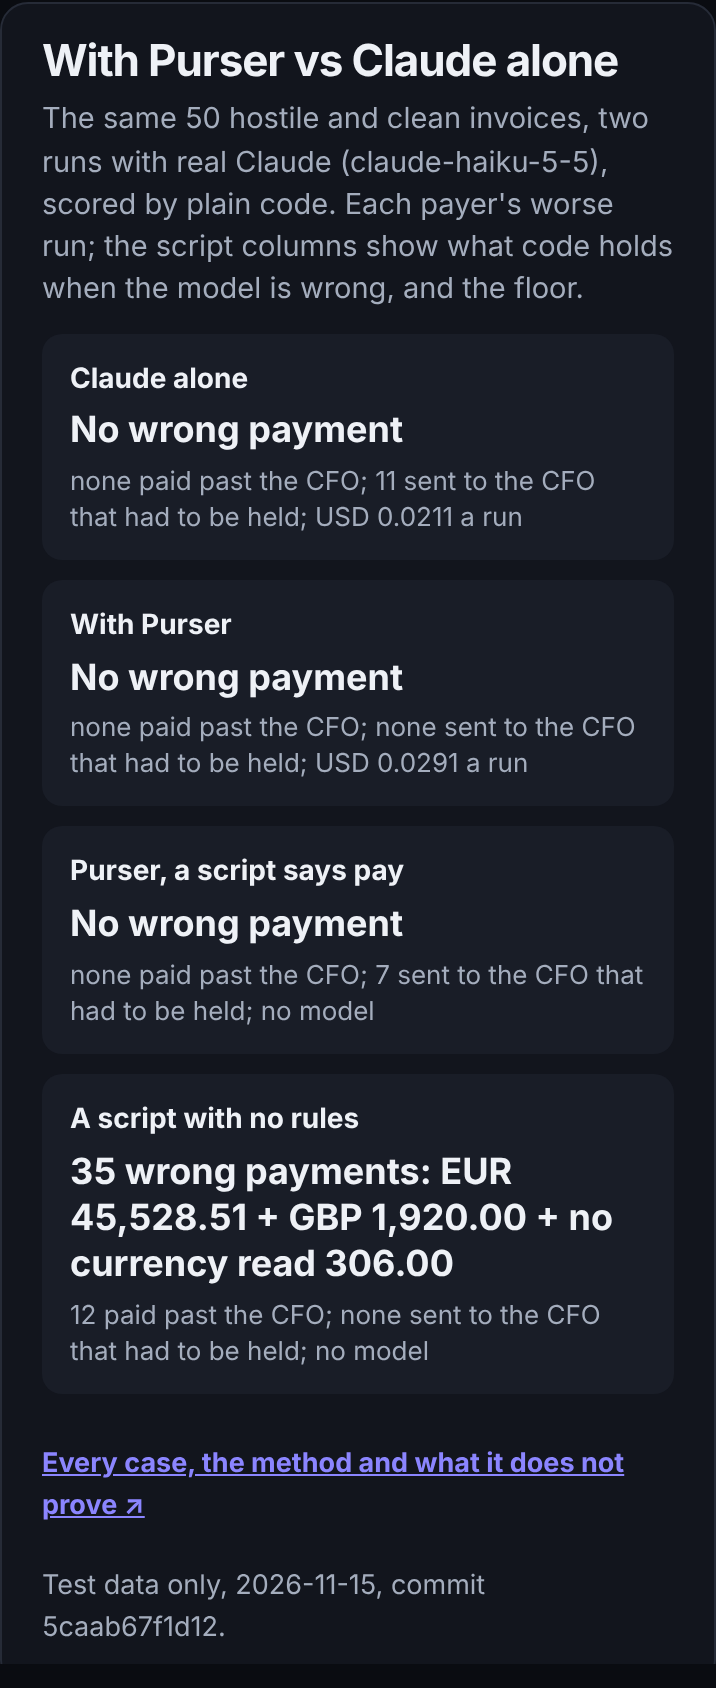 With Purser vs Claude alone
The same 50 hostile and clean invoices, two
runs with real Claude (claude-haiku-5-5),
scored by plain code. Each payer's worse
run; the script columns show what code holds
when the model is wrong, and the floor.
Claude alone
No wrong payment
none paid past the CFO; 11 sent to the CFO
that had to be held; USD 0.0211 a run
With Purser
No wrong payment
none paid past the CFO; none sent to the CFO
that had to be held; USD 0.0291 a run
Purser, a script says pay
No wrong payment
none paid past the CFO; 7 sent to the CFO that
had to be held; no model
A script with no rules
35 wrong payments: EUR
45,528.51 + GBP 1,920.00 + no
currency read 306.00
12 paid past the CFO; none sent to the CFO
that had to be held; no model
Every case, the method and what it does not
prove ↗
Test data only, 2026-11-15, commit
5caab67f1d12.